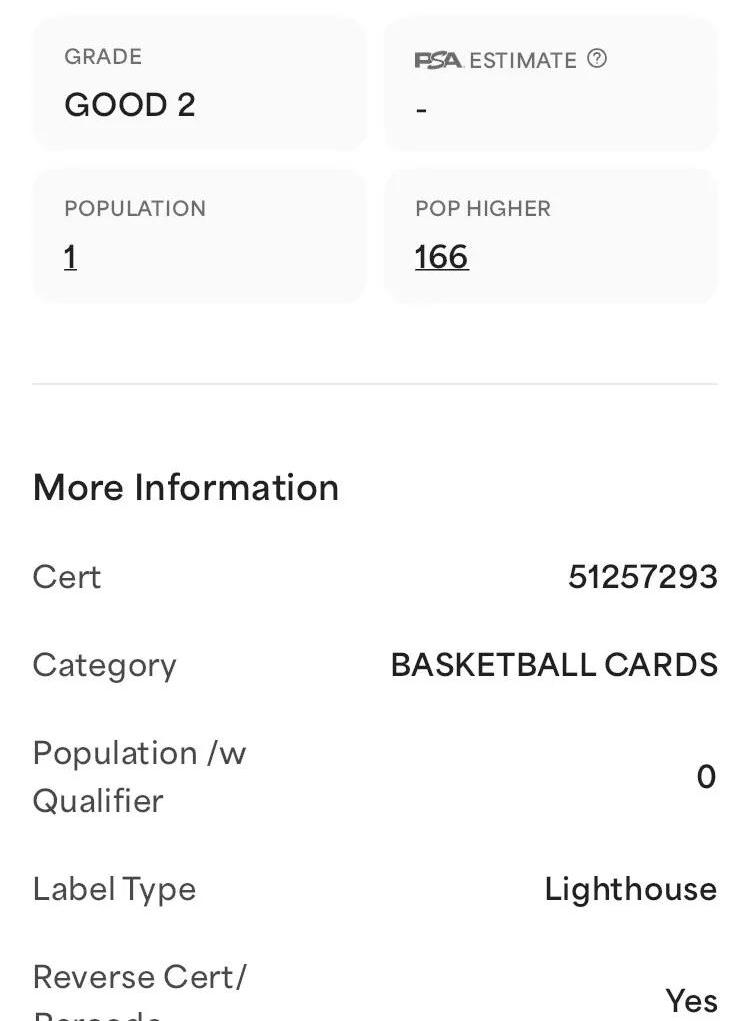 GRADE
GOOD 2
PSA ESTIMATE ?
-
POPULATION
1
POP HIGHER
166
More Information
Cert 51257293
Category BASKETBALL CARDS
Population /w
Qualifier
0
Label Type Lighthouse
Reverse Cert/
Yes